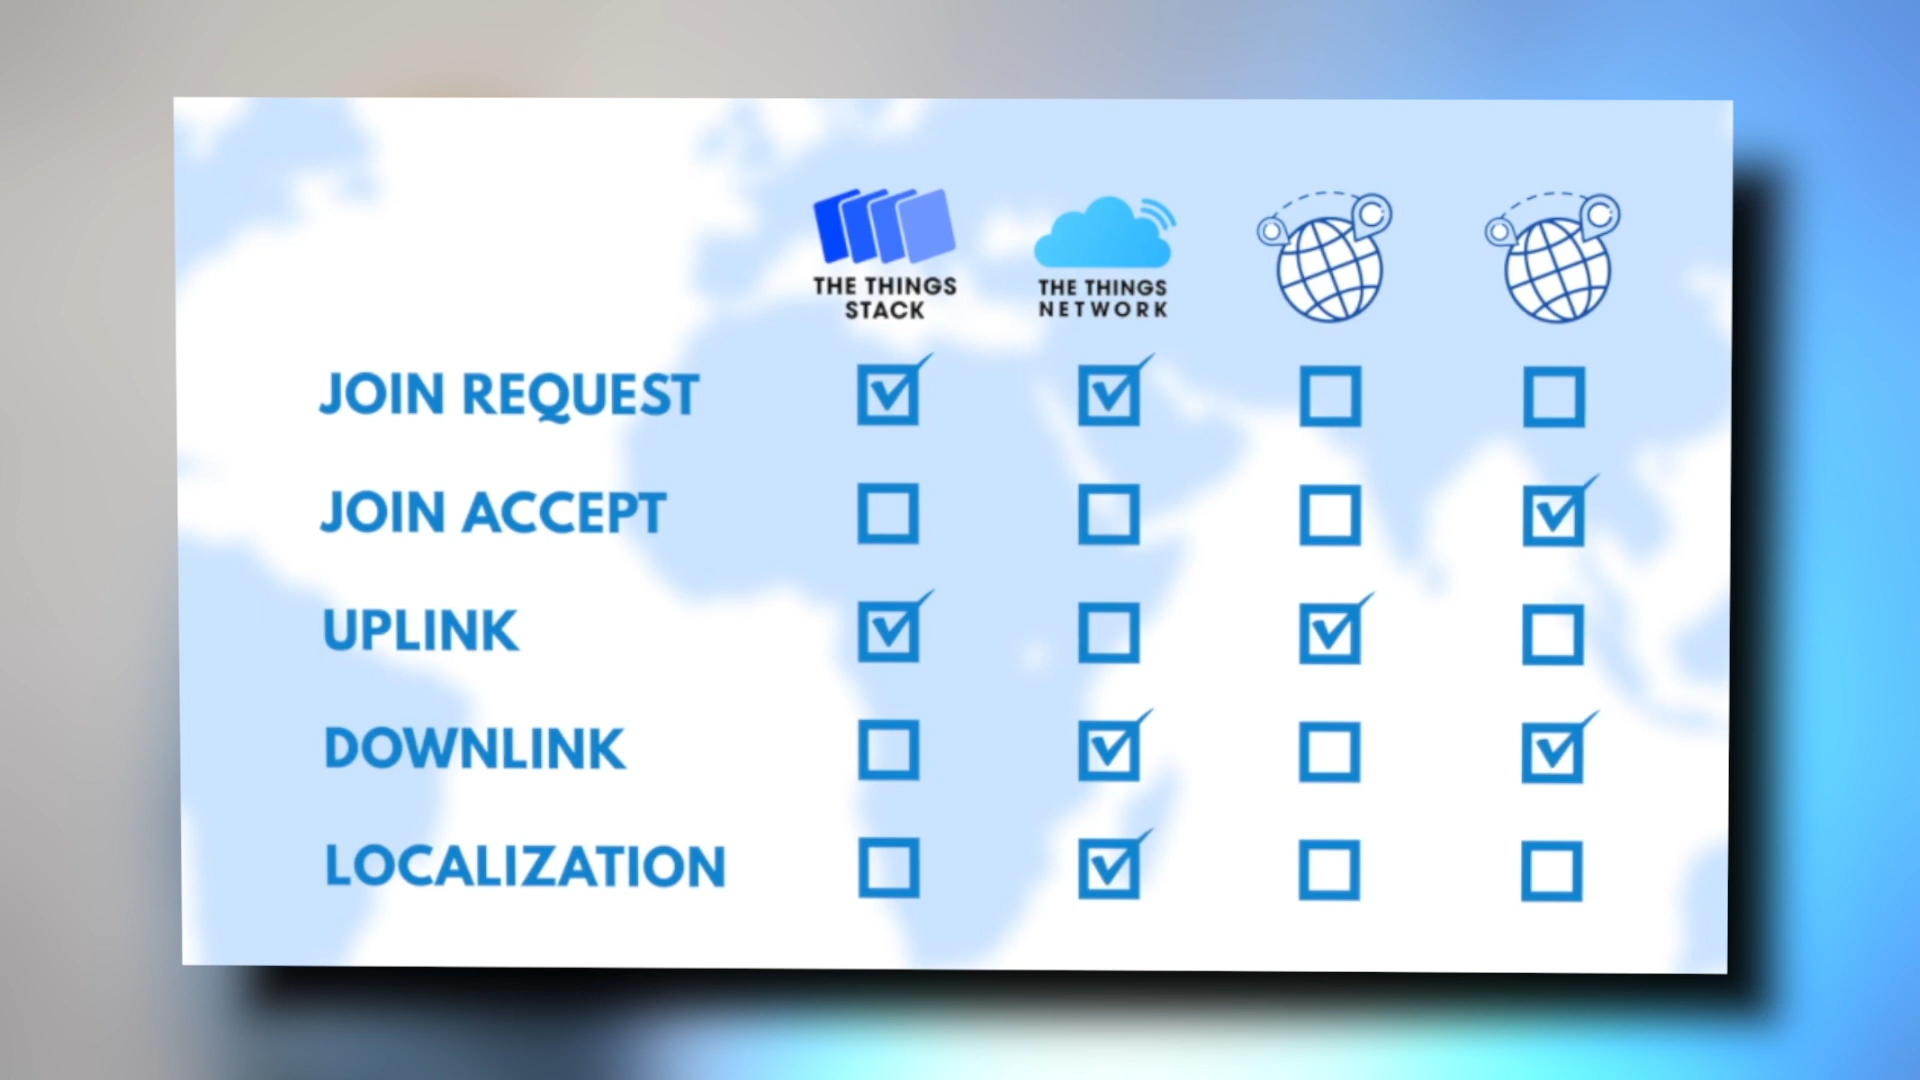 THE THINGS
STACK
THE THINGS
NETWORK
JOIN REQUEST
JOIN ACCEPT
UPLINK
DOWNLINK
LOCALIZATION